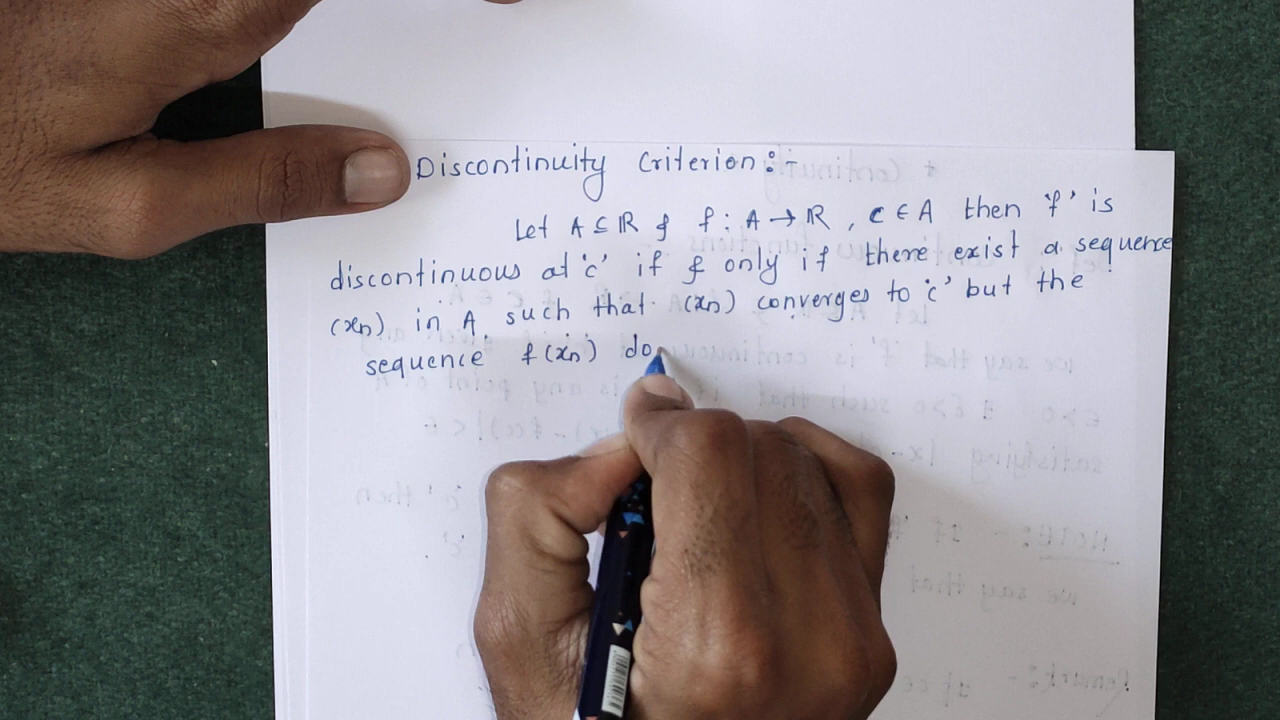 Discontinuity Criterion:-
Let A ⊆ ℝ & f : A → ℝ , c ∈ A then 'f' is
discontinuous at 'c' if & only if there exist a sequence
(xn) in A such that (xn) converges to 'c' but the
sequence f(xn) do